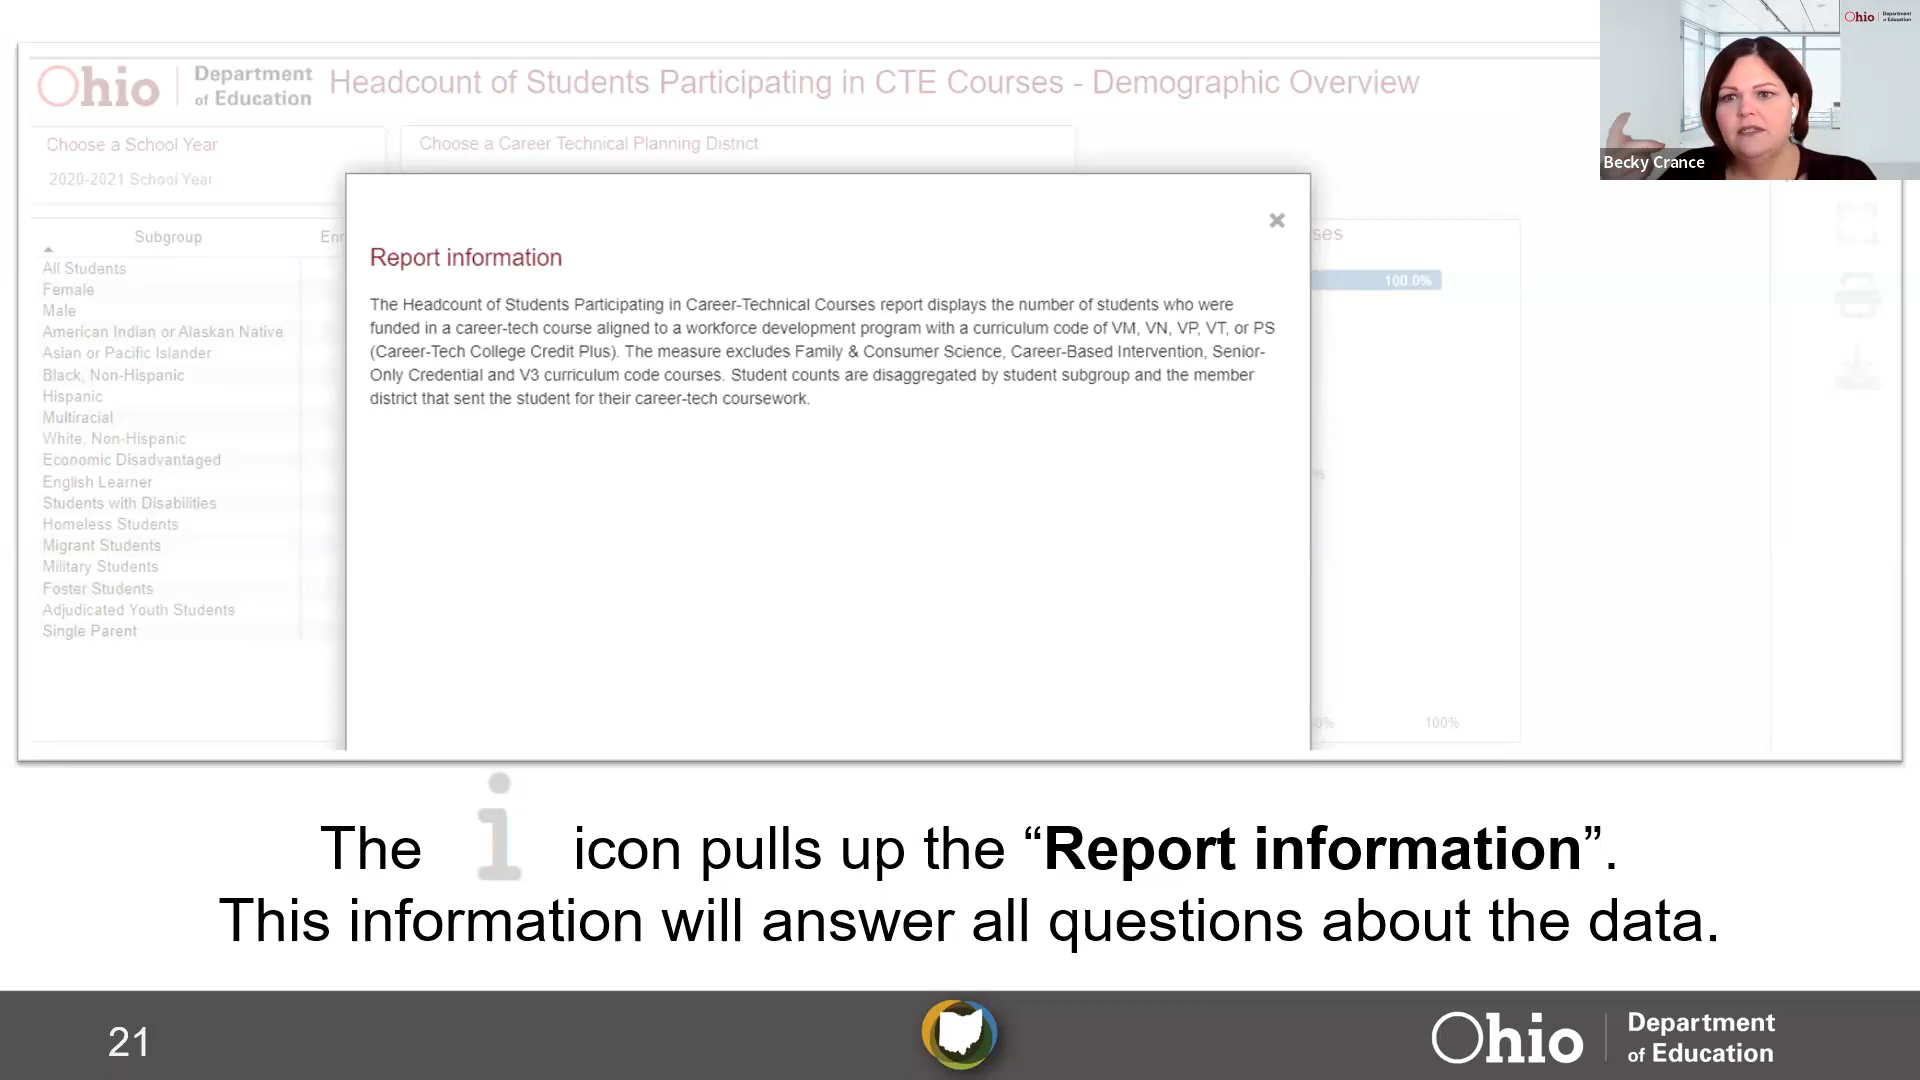 Ohio Department of Education
Headcount of Students Participating in CTE Courses - Demographic Overview
Choose a School Year
2020-2021 School Year
Choose a Career Technical Planning District
Subgroup
All Students
Female
Male
American Indian or Alaskan Native
Asian or Pacific Islander
Black, Non-Hispanic
Hispanic
Multiracial
White, Non-Hispanic
Economic Disadvantaged
English Learner
Students with Disabilities
Homeless Students
Migrant Students
Military Students
Foster Students
Adjudicated Youth Students
Single Parent
Report information
The Headcount of Students Participating in Career-Technical Courses report displays the number of students who were
funded in a career-tech course aligned to a workforce development program with a curriculum code of VM, VN, VP, VT, or PS
(Career-Tech College Credit Plus). The measure excludes Family & Consumer Science, Career-Based Intervention, Senior-
Only Credential and V3 curriculum code courses. Student counts are disaggregated by student subgroup and the member
district that sent the student for their career-tech coursework.
100.0%
100%
Ohio Department of Education
Becky Crance
The i icon pulls up the “Report information”.
This information will answer all questions about the data.
21
Ohio Department
of Education